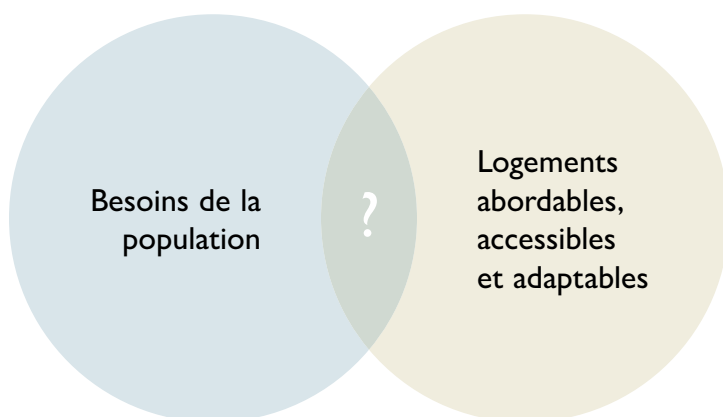 Besoins de la
population
?
Logements
abordables,
accessibles
et adaptables